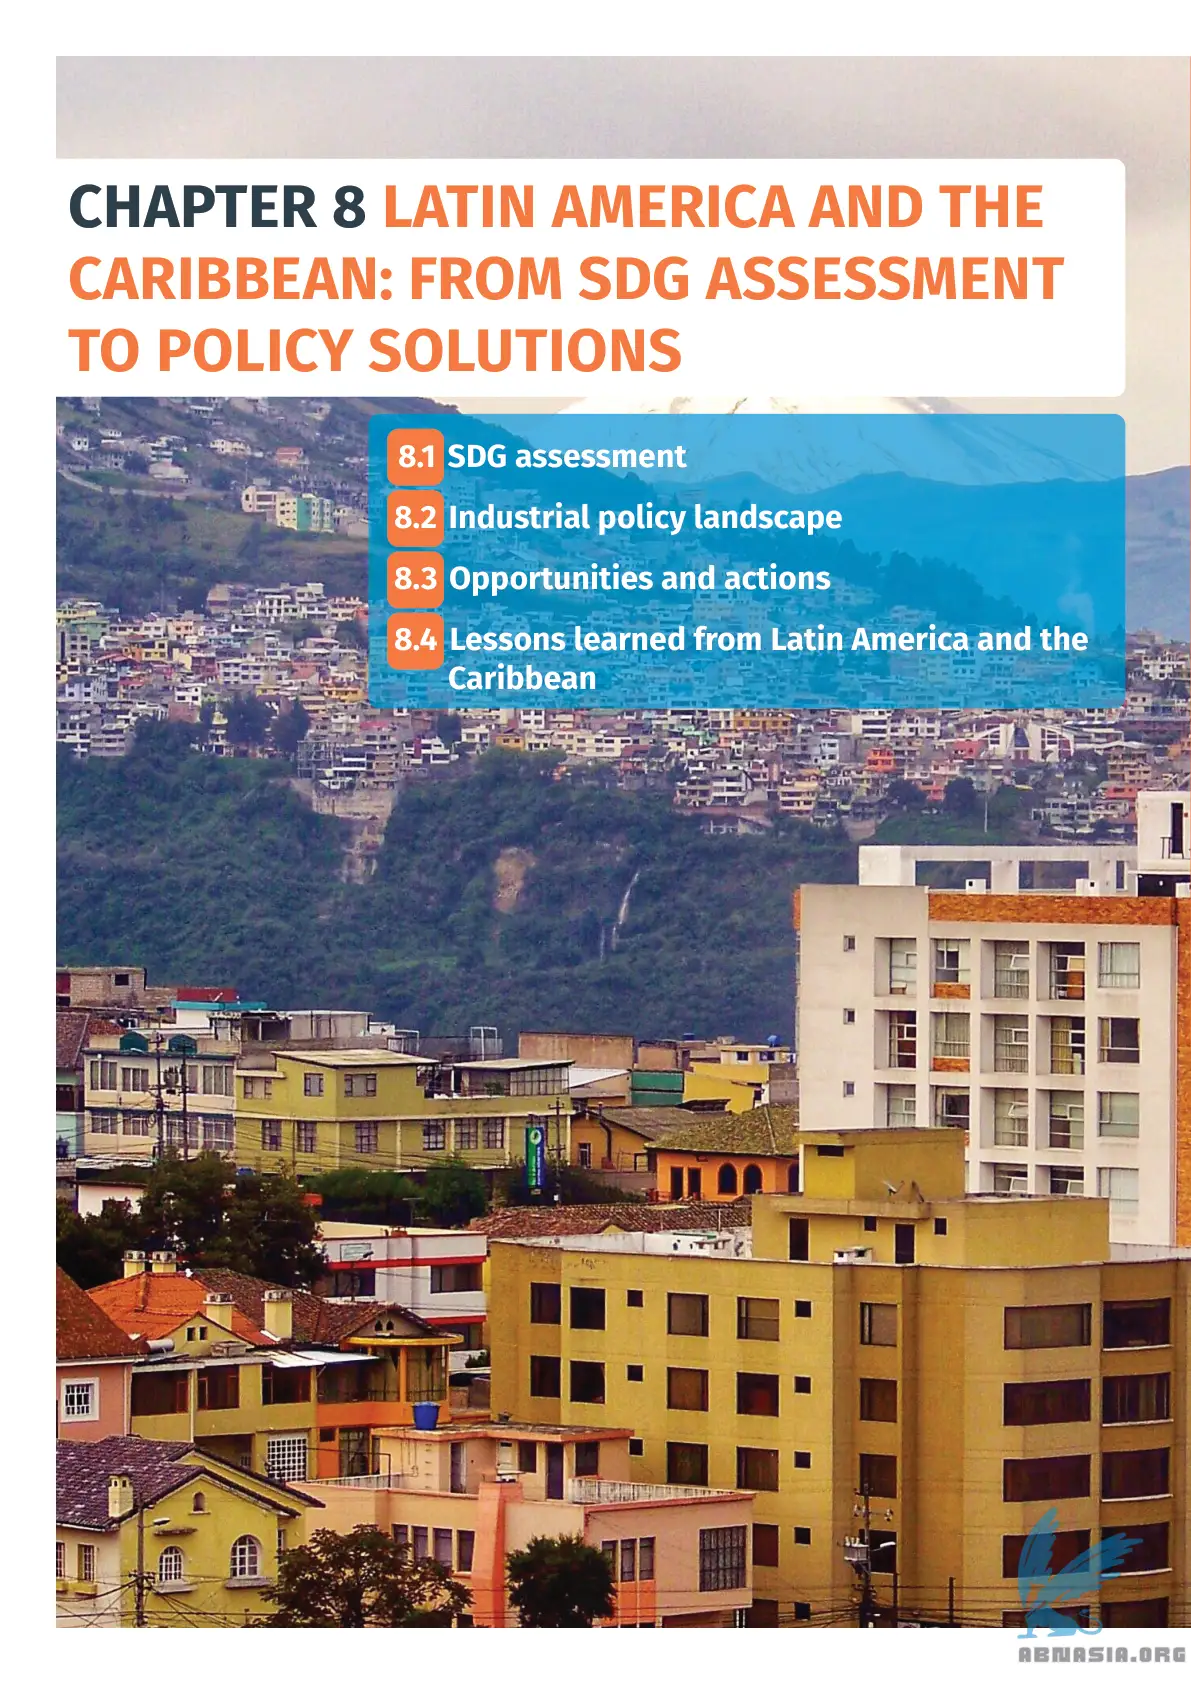 CHAPTER 8 LATIN AMERICA AND THE
CARIBBEAN: FROM SDG ASSESSMENT
TO POLICY SOLUTIONS
8.1 SDG assessment
8.2 Industrial policy landscape
8.3 Opportunities and actions
8.4 Lessons learned from Latin America and the
Caribbean
ABNASIA.ORG